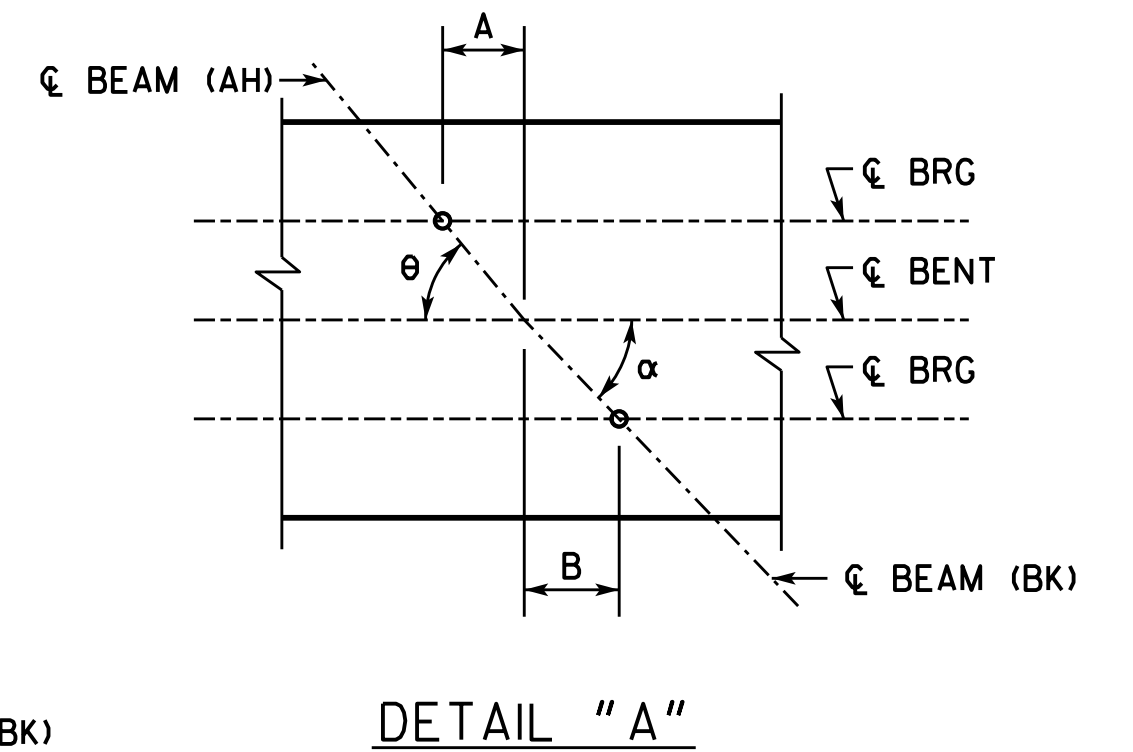 A
℄ BEAM (AH)
℄ BRG
θ
℄ BENT
α
℄ BRG
B
℄ BEAM (BK)
DETAIL "A"
BK)